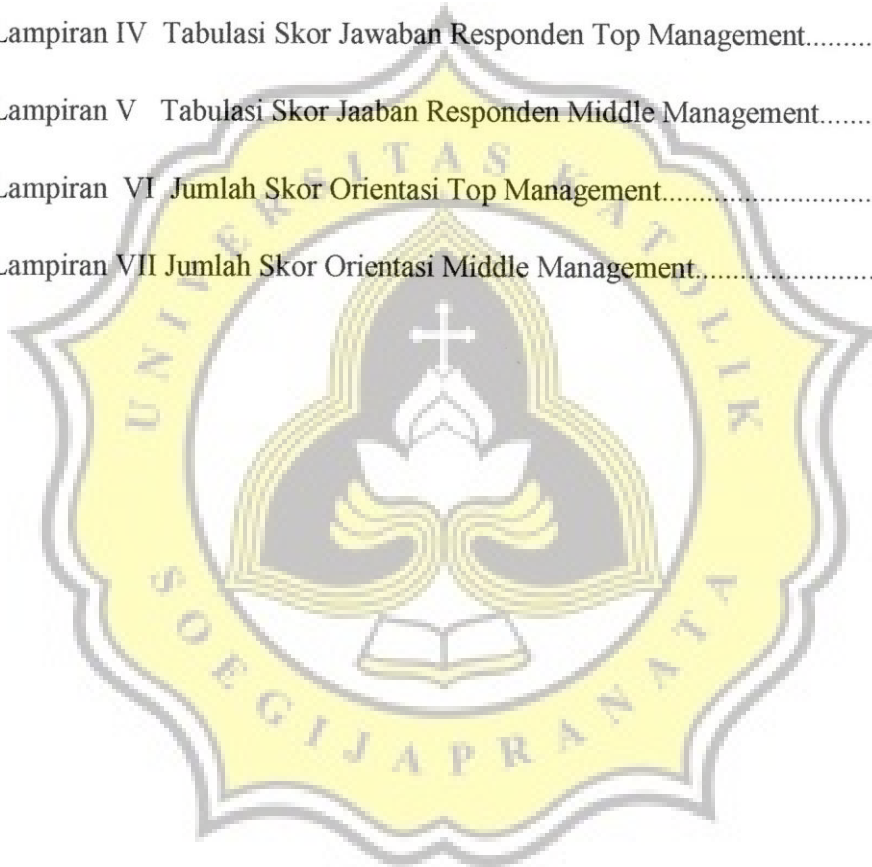 Lampiran IV Tabulasi Skor Jawaban Responden Top Management.........
Lampiran V Tabulasi Skor Jaaban Responden Middle Management.......
Lampiran VI Jumlah Skor Orientasi Top Management............................
Lampiran VII Jumlah Skor Orientasi Middle Management.......................
UNIVERSITAS KATOLIK
SOEGIJAPRANATA